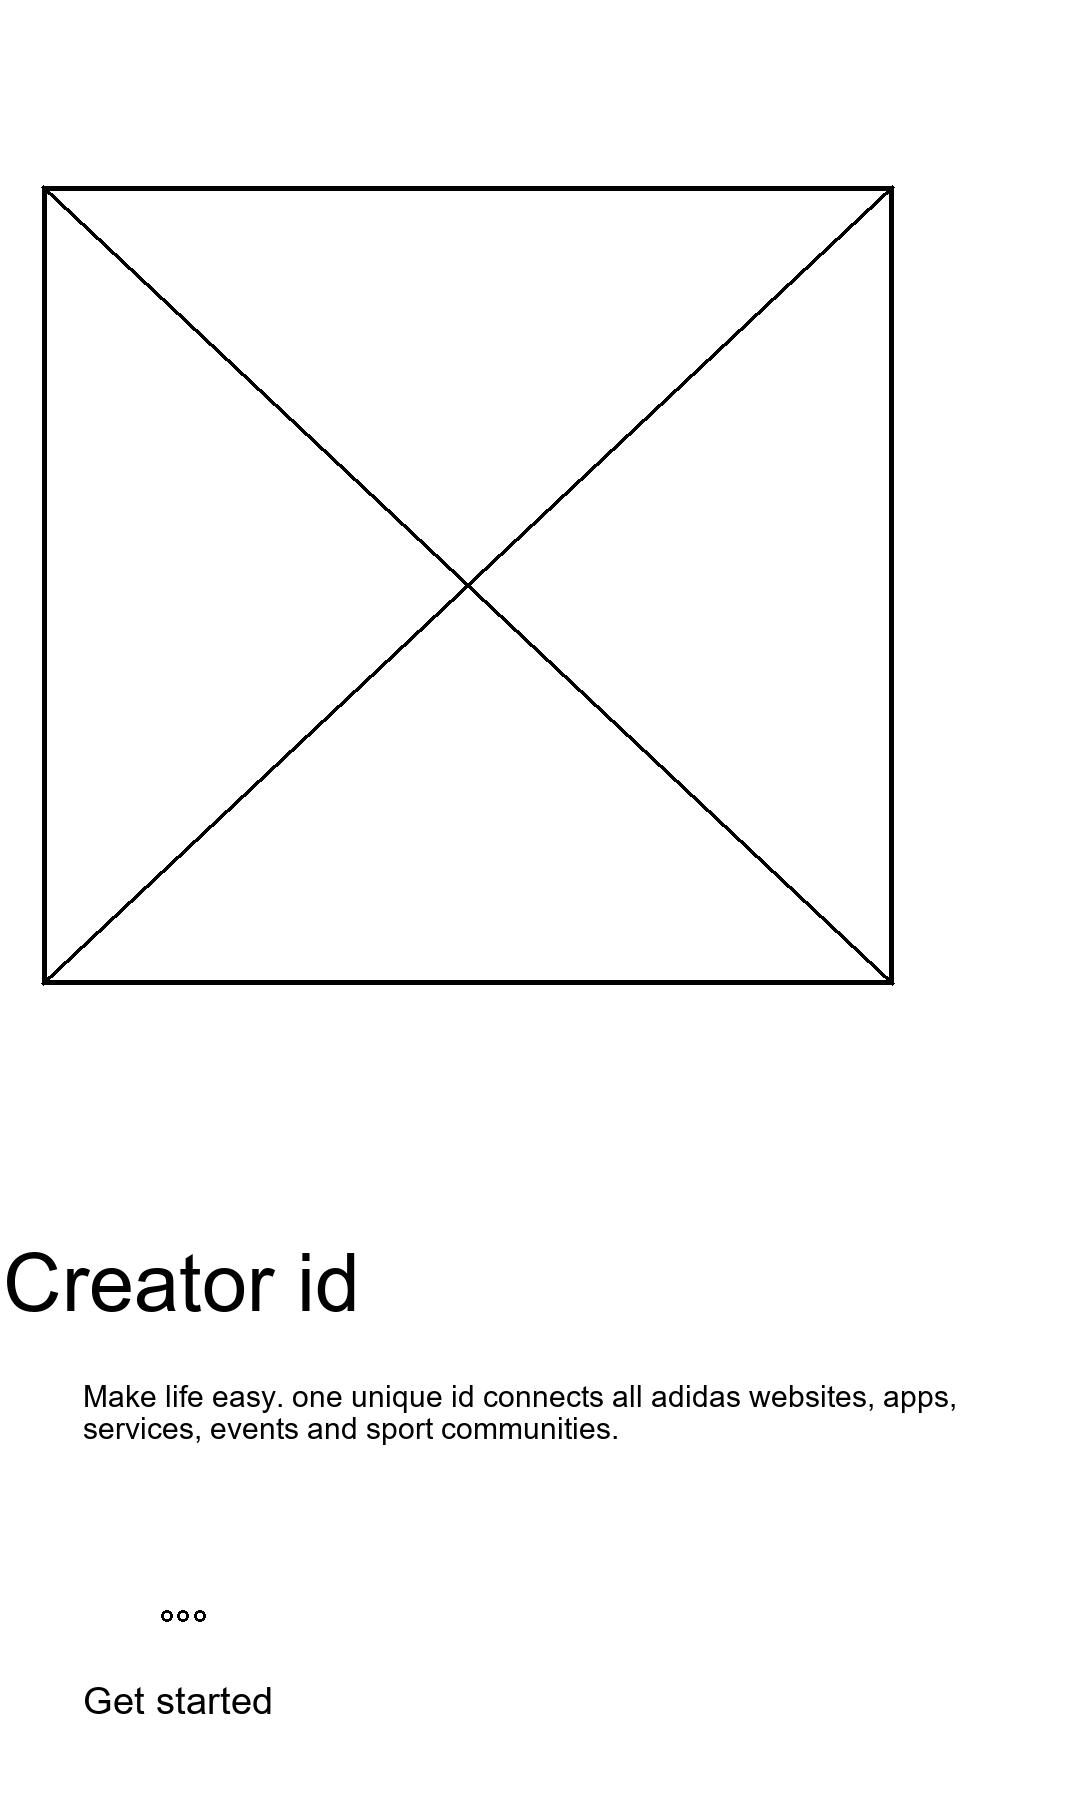 Creator id
Make life easy. one unique id connects all adidas websites, apps,
services, events and sport communities.
Get started